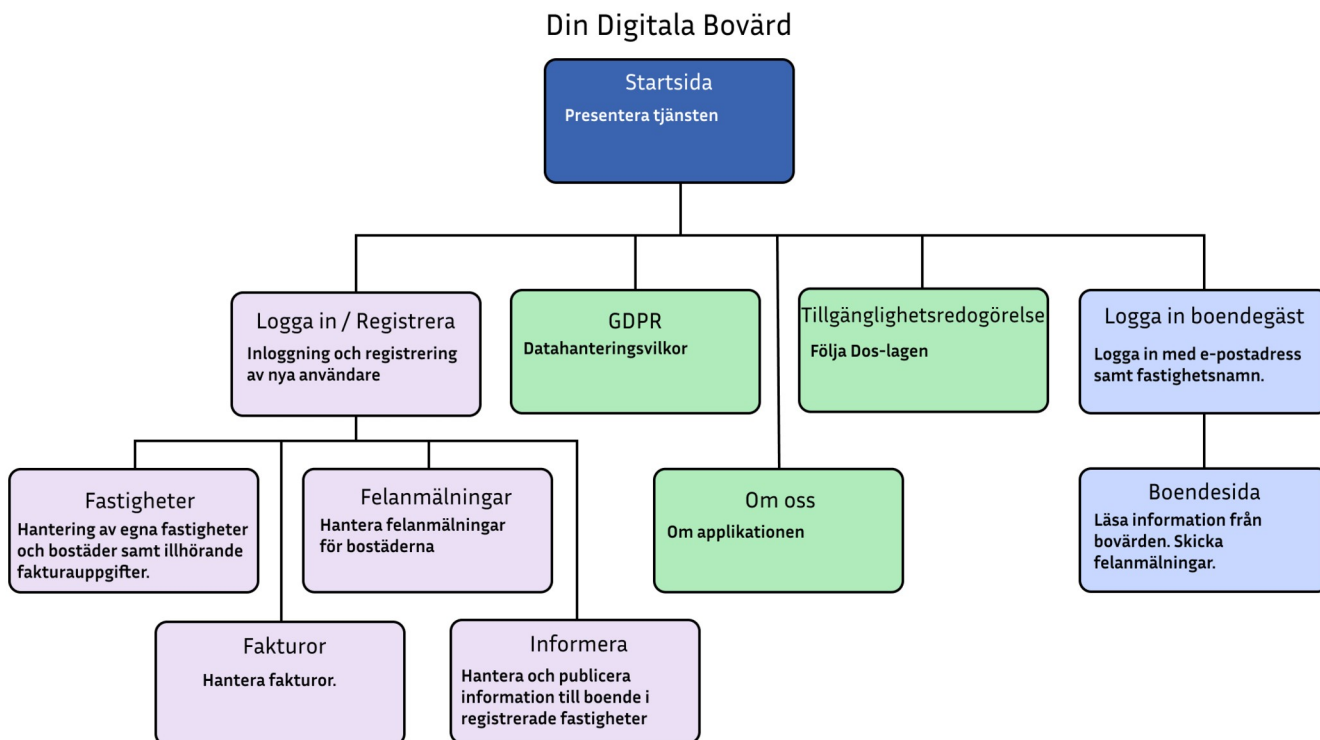 Din Digitala Bovärd
Startsida
Presentera tjänsten
Logga in / Registrera
Inloggning och registrering
av nya användare
GDPR
Datahanteringsvilkor
Tillgänglighetsredogörelse
Följa Dos-lagen
Logga in boendegäst
Logga in med e-postadress
samt fastighetsnamn.
Fastigheter
Hantering av egna fastigheter
och bostäder samt illhörande
fakturauppgifter.
Felanmälningar
Hantera felanmälningar
för bostäderna
Om oss
Om applikationen
Boendesida
Läsa information från
bovärden. Skicka
felanmälningar.
Fakturor
Hantera fakturor.
Informera
Hantera och publicera
information till boende i
registrerade fastigheter